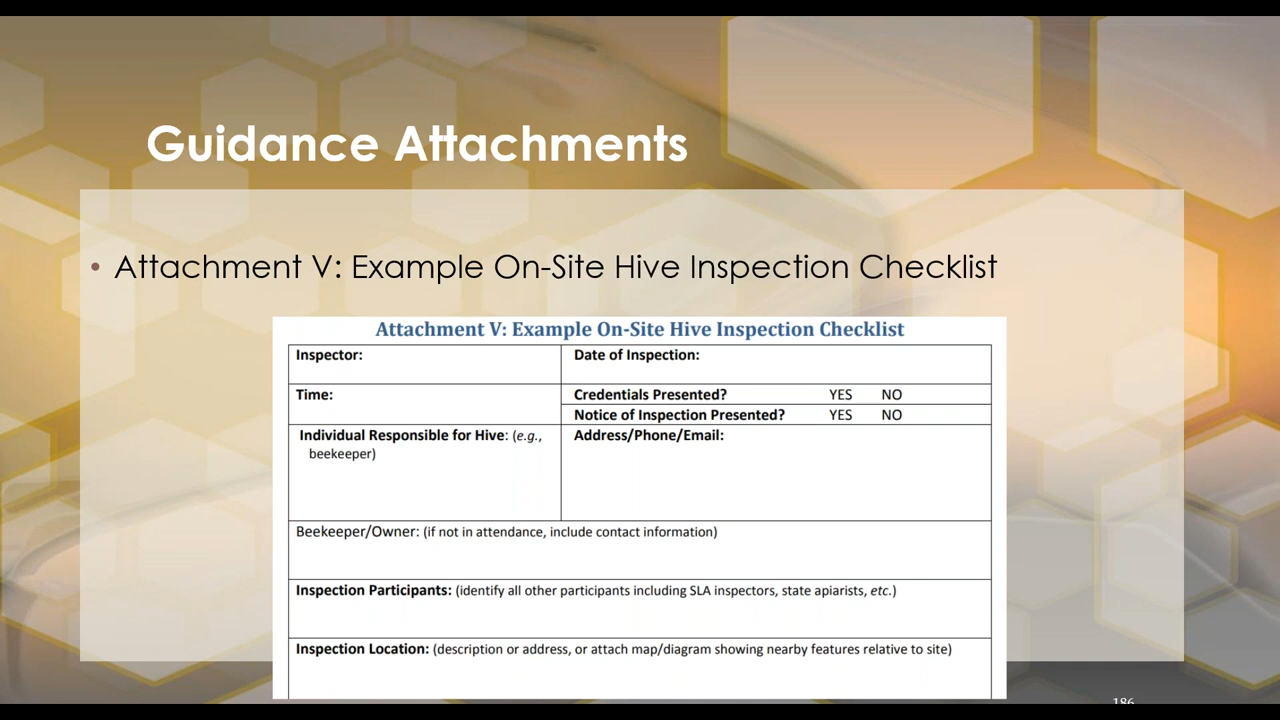 Guidance Attachments
• Attachment V: Example On-Site Hive Inspection Checklist
Attachment V: Example On-Site Hive Inspection Checklist
Inspector:
Date of Inspection:
Time:
Credentials Presented? YES NO
Notice of Inspection Presented? YES NO
Individual Responsible for Hive: (e.g.,
beekeeper)
Address/Phone/Email:
Beekeeper/Owner: (if not in attendance, include contact information)
Inspection Participants: (identify all other participants including SLA inspectors, state apiarists, etc.)
Inspection Location: (description or address, or attach map/diagram showing nearby features relative to site)
186